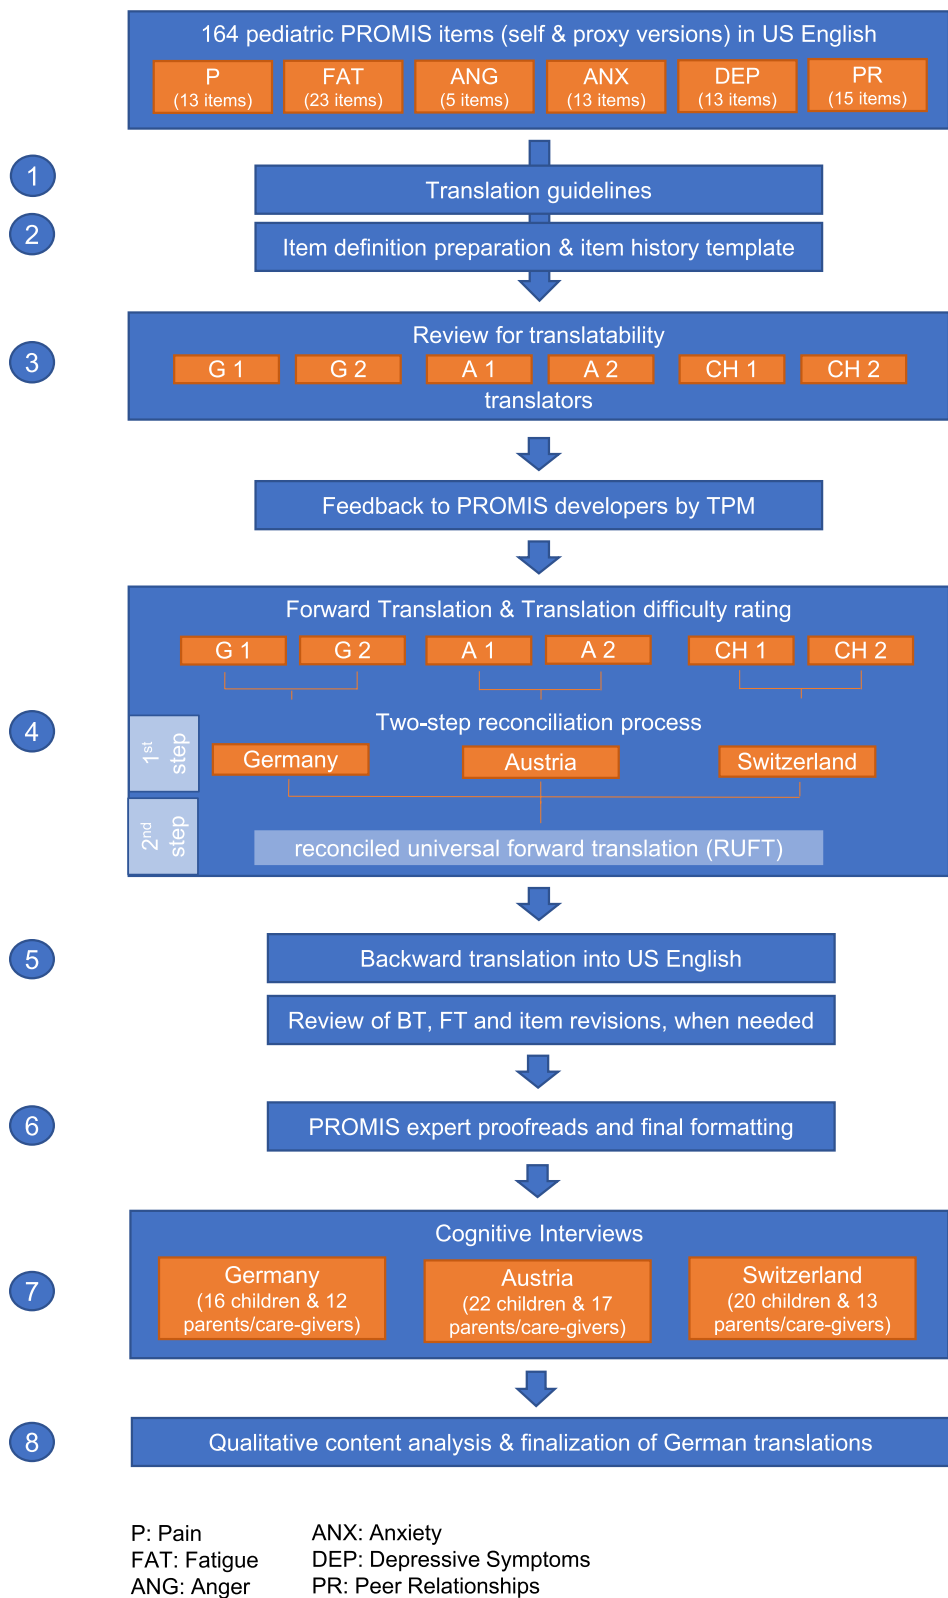 164 pediatric PROMIS items (self & proxy versions) in US English
P
(13 items)
FAT
(23 items)
ANG
(5 items)
ANX
(13 items)
DEP
(13 items)
PR
(15 items)
1
Translation guidelines
2
Item definition preparation & item history template
3
Review for translatability
G 1
G 2
A 1
A 2
CH 1
CH 2
translators
Feedback to PROMIS developers by TPM
4
Forward Translation & Translation difficulty rating
G 1
G 2
A 1
A 2
CH 1
CH 2
1st
step
Two-step reconciliation process
Germany
Austria
Switzerland
2nd
step
reconciled universal forward translation (RUFT)
5
Backward translation into US English
Review of BT, FT and item revisions, when needed
6
PROMIS expert proofreads and final formatting
7
Cognitive Interviews
Germany
(16 children & 12
parents/care-givers)
Austria
(22 children & 17
parents/care-givers)
Switzerland
(20 children & 13
parents/care-givers)
8
Qualitative content analysis & finalization of German translations
P: Pain
FAT: Fatigue
ANG: Anger
ANX: Anxiety
DEP: Depressive Symptoms
PR: Peer Relationships